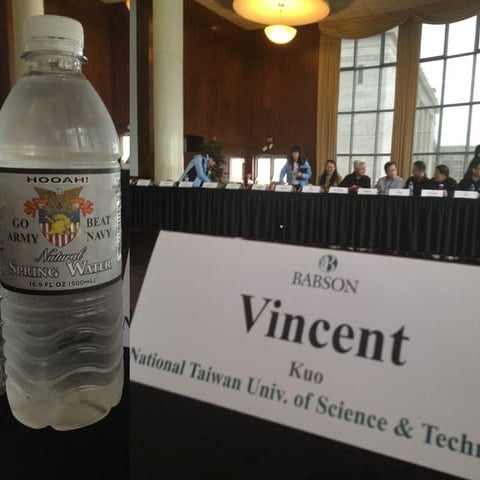 HOOAH!
GO BEAT
ARMY NAVY
Natural
SPRING WATER
16.9 FL OZ (500mL)
BABSON
Vincent
Kuo
National Taiwan Univ. of Science & Techn